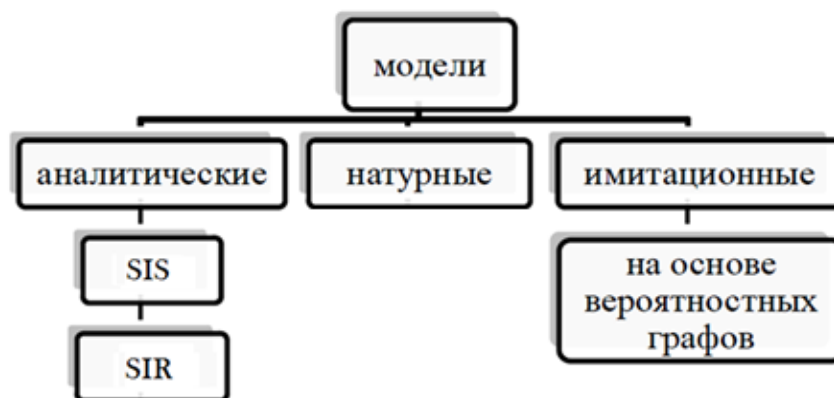 модели
аналитические
натурные
имитационные
SIS
SIR
на основе
вероятностных
графов